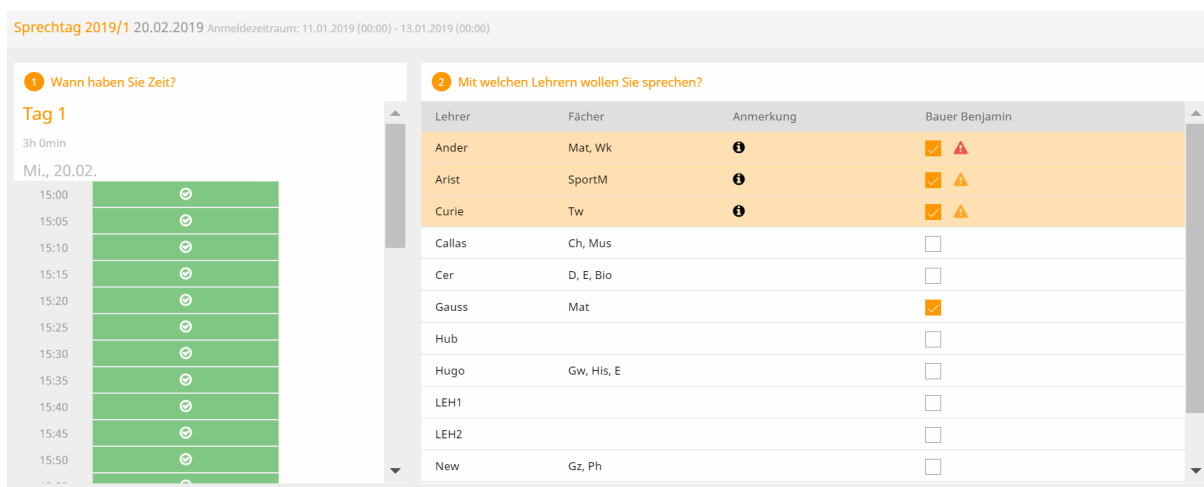 Sprechtag 2019/1 20.02.2019 Anmeldezeitraum: 11.01.2019 (00:00) - 13.01.2019 (00:00)
1 Wann haben Sie Zeit?
Tag 1
3h 0min
Mi., 20.02.
15:00
15:05
15:10
15:15
15:20
15:25
15:30
15:35
15:40
15:45
15:50
2 Mit welchen Lehrern wollen Sie sprechen?
Lehrer Fächer Anmerkung Bauer Benjamin
Ander Mat, Wk
Arist SportM
Curie Tw
Callas Ch, Mus
Cer D, E, Bio
Gauss Mat
Hub
Hugo Gw, His, E
LEH1
LEH2
New Gz, Ph